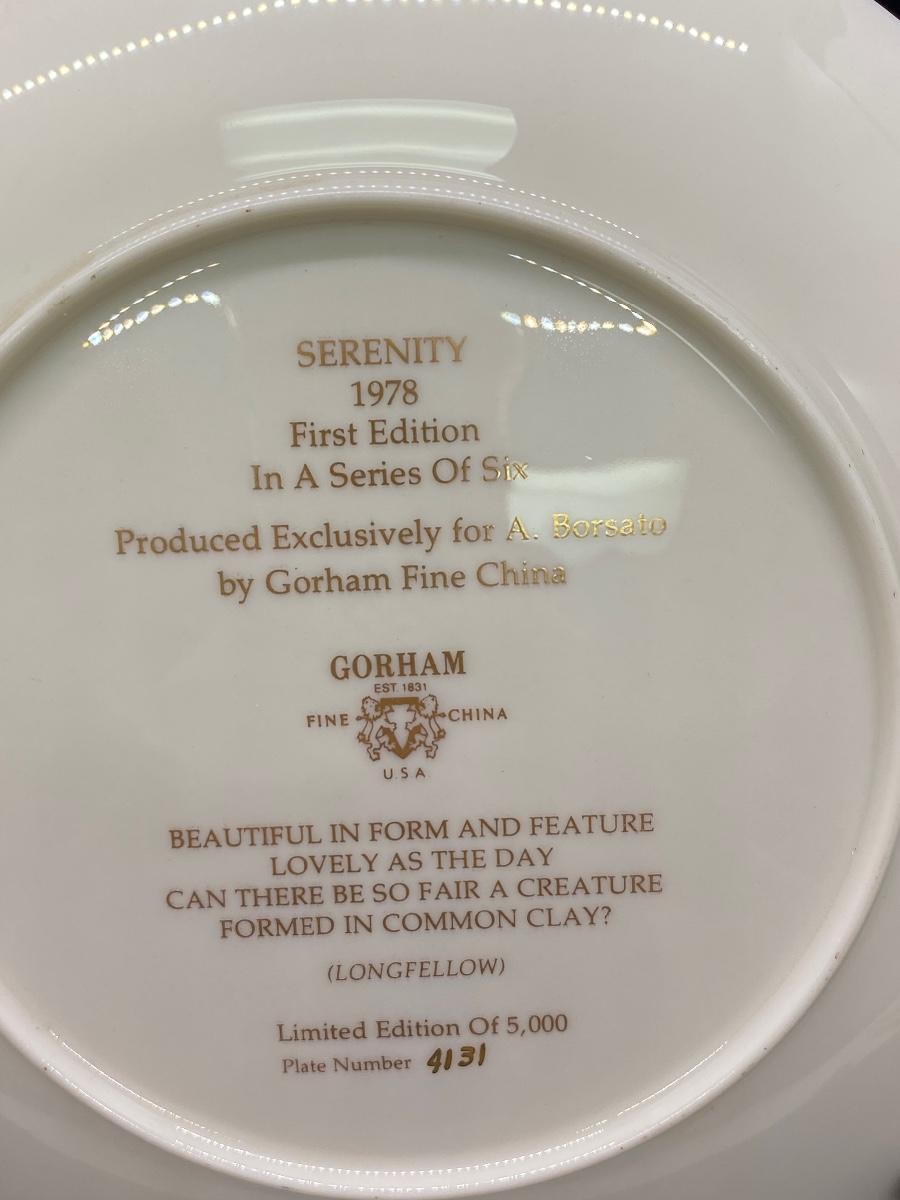 SERENITY
1978
First Edition
In A Series Of Six
Produced Exclusively for A. Borsato
by Gorham Fine China
GORHAM
EST. 1831
FINE CHINA
U.S.A.
BEAUTIFUL IN FORM AND FEATURE
LOVELY AS THE DAY
CAN THERE BE SO FAIR A CREATURE
FORMED IN COMMON CLAY?
(LONGFELLOW)
Limited Edition Of 5,000
Plate Number 4131